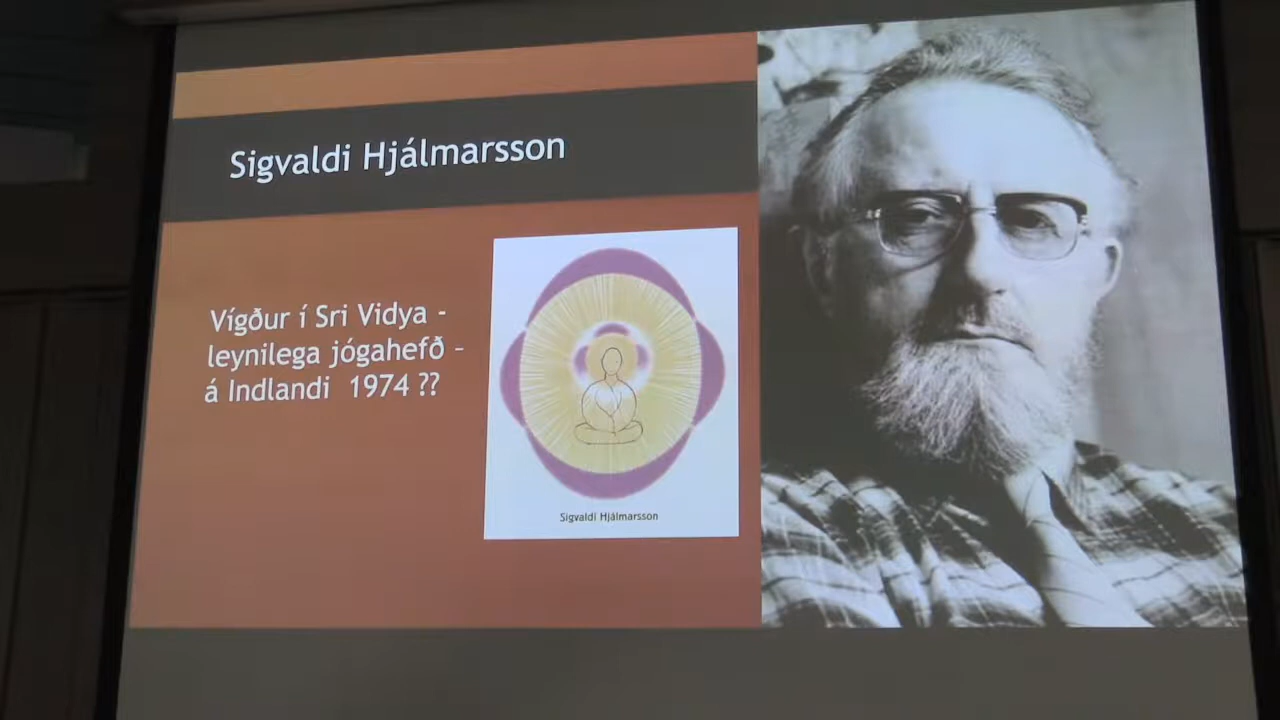 Sigvaldi Hjálmarsson
Vígður í Sri Vidya -
leynilega jógahefð –
á Indlandi 1974 ??
Sigvaldi Hjálmarsson